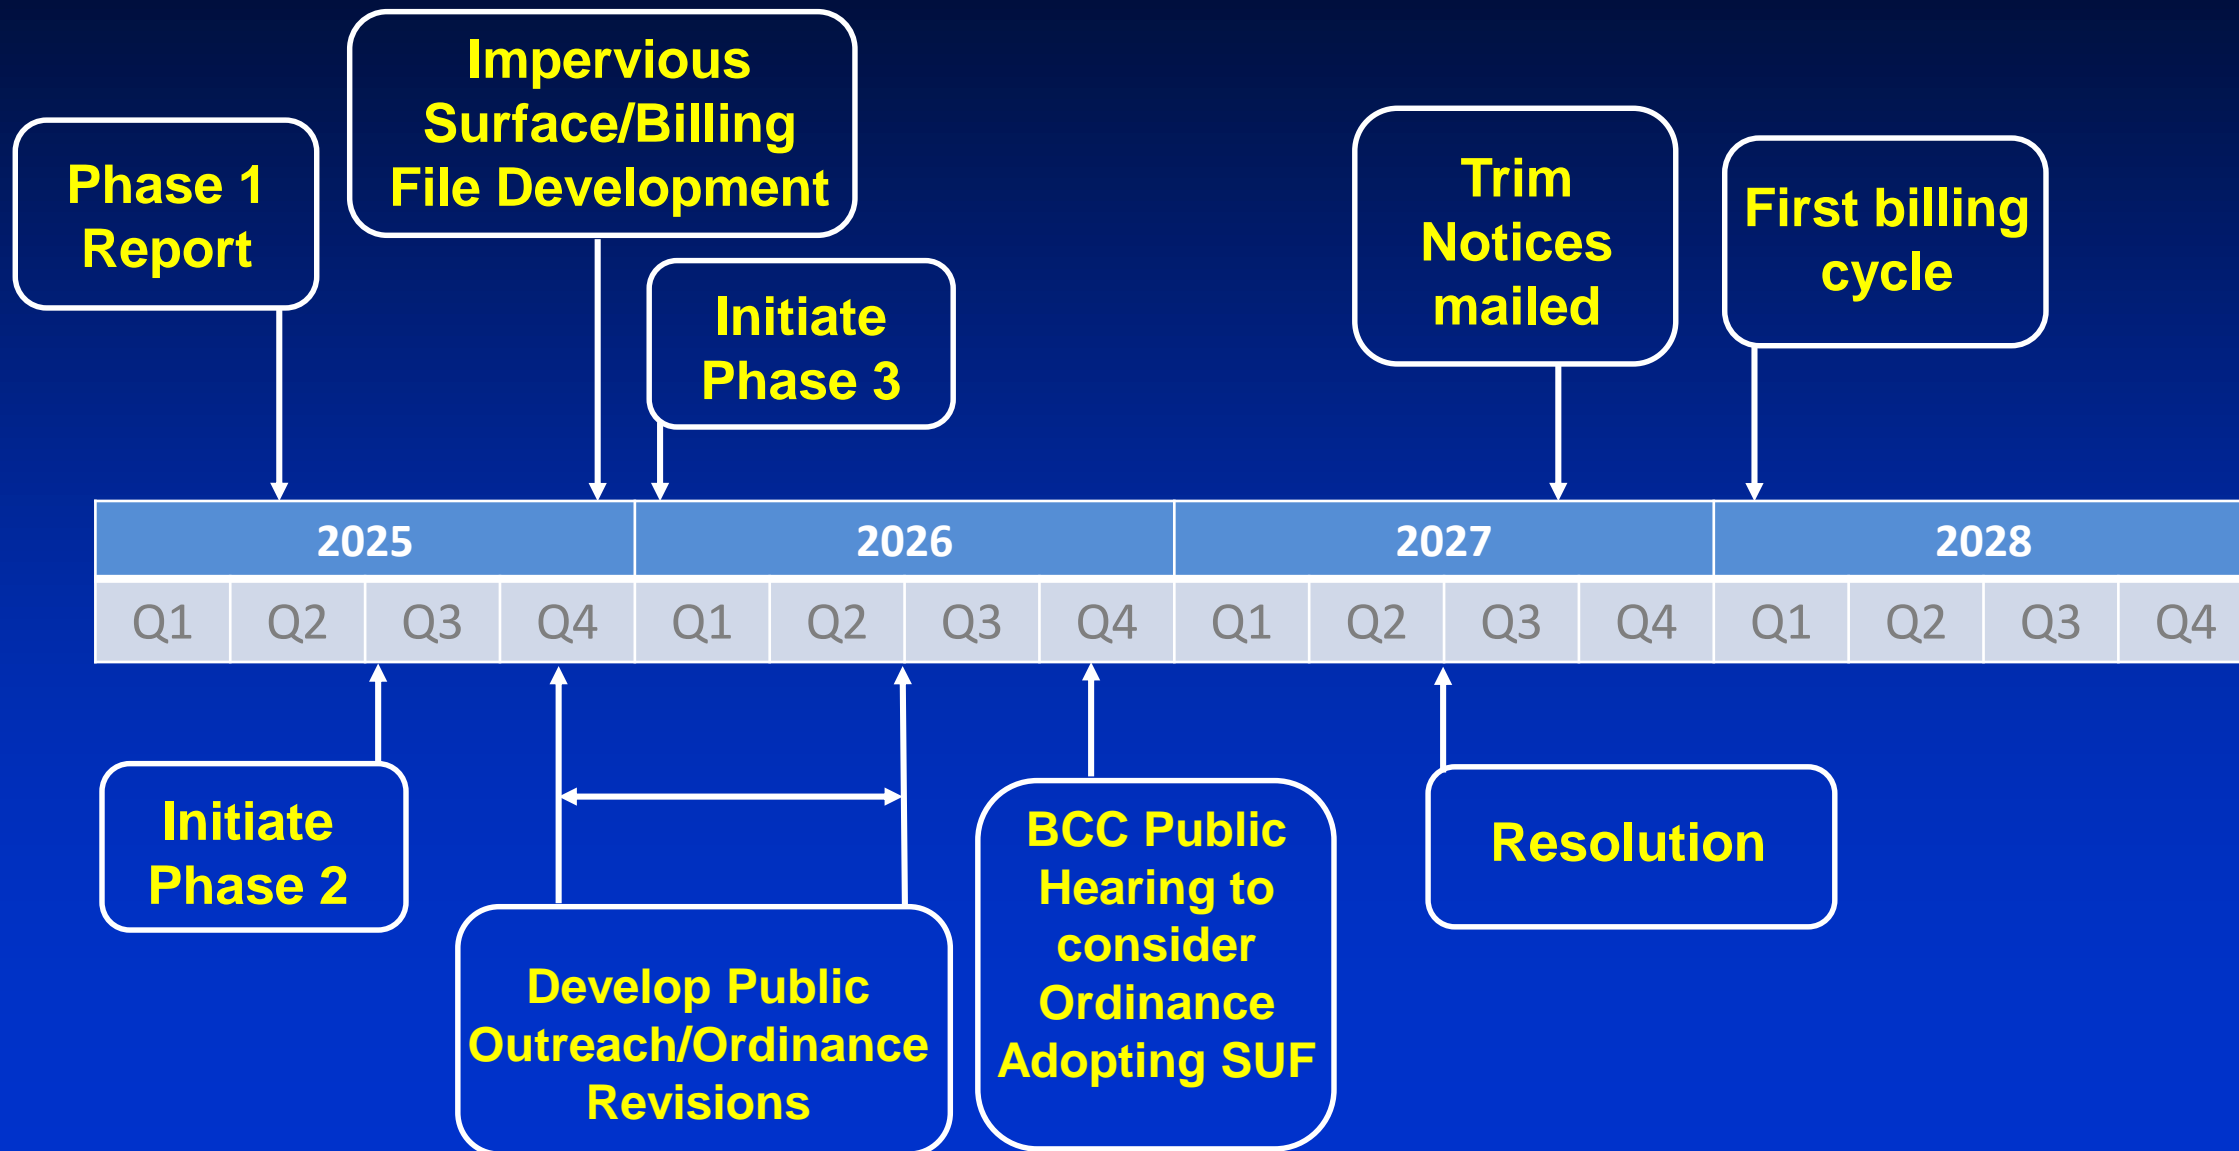 Phase 1
Report
Impervious
Surface/Billing
File Development
Initiate
Phase 3
Trim
Notices
mailed
First billing
cycle
2025 2026 2027 2028
Q1 Q2 Q3 Q4 Q1 Q2 Q3 Q4 Q1 Q2 Q3 Q4 Q1 Q2 Q3 Q4
Initiate
Phase 2
Develop Public
Outreach/Ordinance
Revisions
BCC Public
Hearing to
consider
Ordinance
Adopting SUF
Resolution